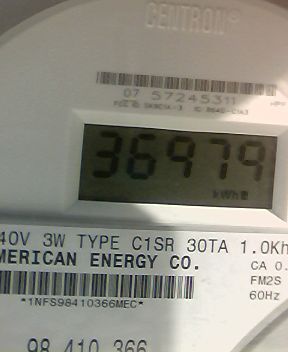 CENTRON®
07 57245311
36979
kWh
40V 3W TYPE C1SR 30TA 1.0Kh
MERICAN ENERGY CO.
CA 0.
FM2S
*1NFS98410366MEC*
60Hz
98 410 366